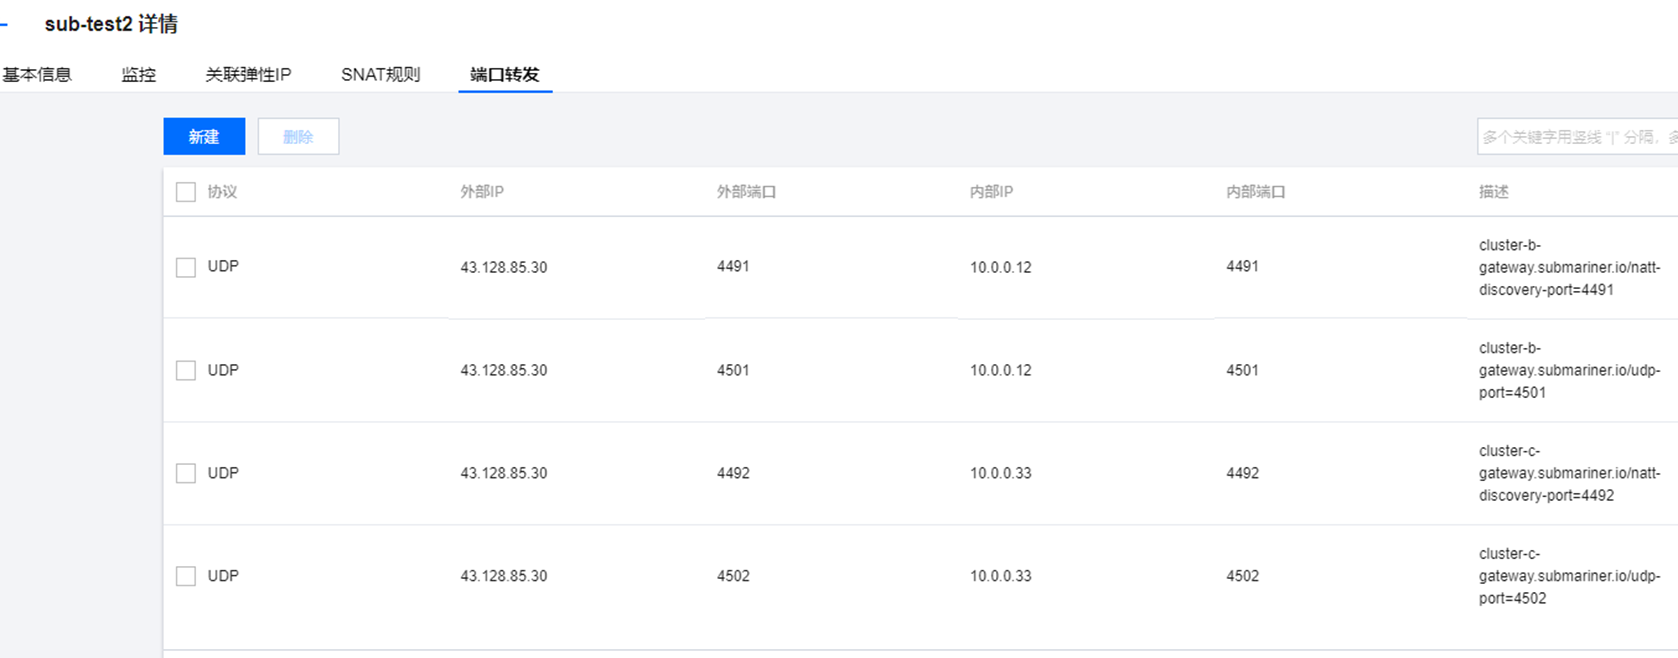 sub-test2 详情
基本信息 监控 关联弹性IP SNAT规则 端口转发
新建 删除 多个关键字用竖线 "|" 分隔，多
协议 外部IP 外部端口 内部IP 内部端口 描述
UDP 43.128.85.30 4491 10.0.0.12 4491 cluster-b-
gateway.submariner.io/natt-
discovery-port=4491
UDP 43.128.85.30 4501 10.0.0.12 4501 cluster-b-
gateway.submariner.io/udp-
port=4501
UDP 43.128.85.30 4492 10.0.0.33 4492 cluster-c-
gateway.submariner.io/natt-
discovery-port=4492
UDP 43.128.85.30 4502 10.0.0.33 4502 cluster-c-
gateway.submariner.io/udp-
port=4502